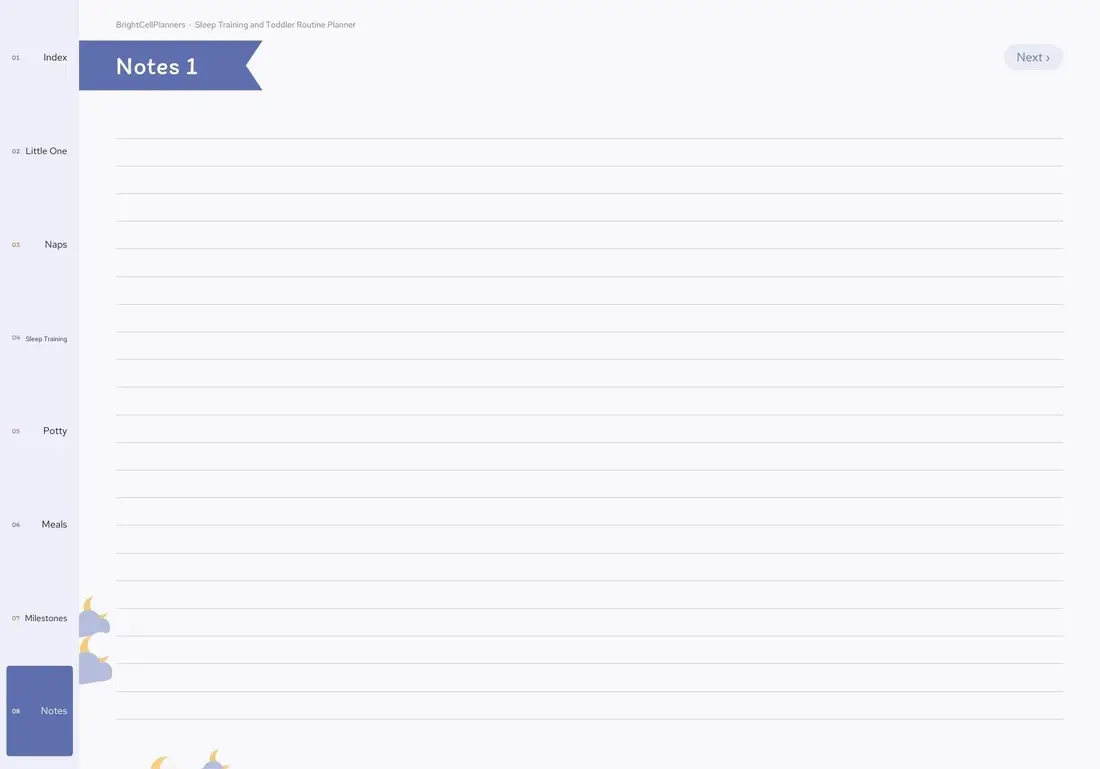 BrightCellPlanners · Sleep Training and Toddler Routine Planner
Notes 1
Next ›
01 Index
02 Little One
03 Naps
04 Sleep Training
05 Potty
06 Meals
07 Milestones
08 Notes